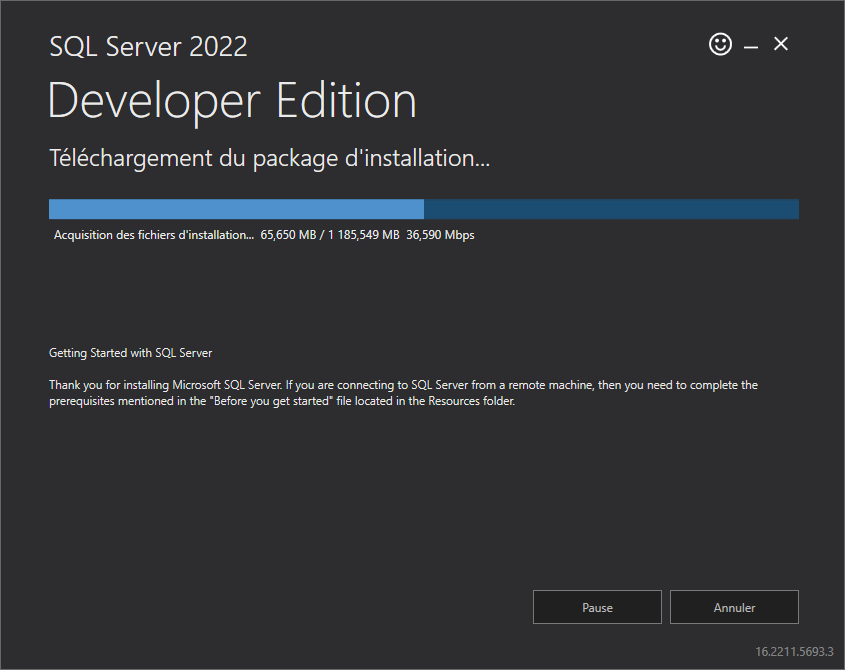 SQL Server 2022
Developer Edition
Téléchargement du package d'installation...
Acquisition des fichiers d'installation... 65,650 MB / 1 185,549 MB 36,590 Mbps
Getting Started with SQL Server
Thank you for installing Microsoft SQL Server. If you are connecting to SQL Server from a remote machine, then you need to complete the
prerequisites mentioned in the "Before you get started" file located in the Resources folder.
Pause
Annuler
16.2211.5693.3